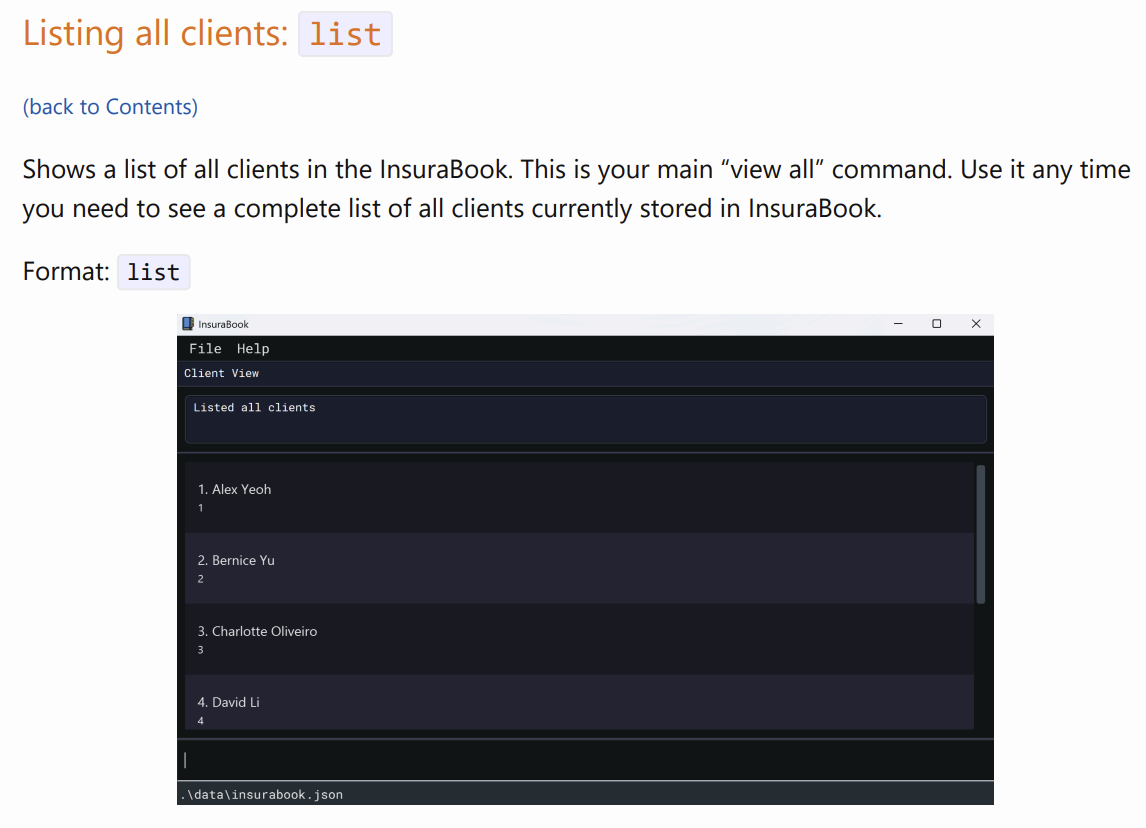 Listing all clients: list
(back to Contents)
Shows a list of all clients in the InsuraBook. This is your main “view all” command. Use it any time
you need to see a complete list of all clients currently stored in InsuraBook.
Format: list
InsuraBook
File Help
Client View
Listed all clients
1. Alex Yeoh
1
2. Bernice Yu
2
3. Charlotte Oliveiro
3
4. David Li
4
.\data\insurabook.json